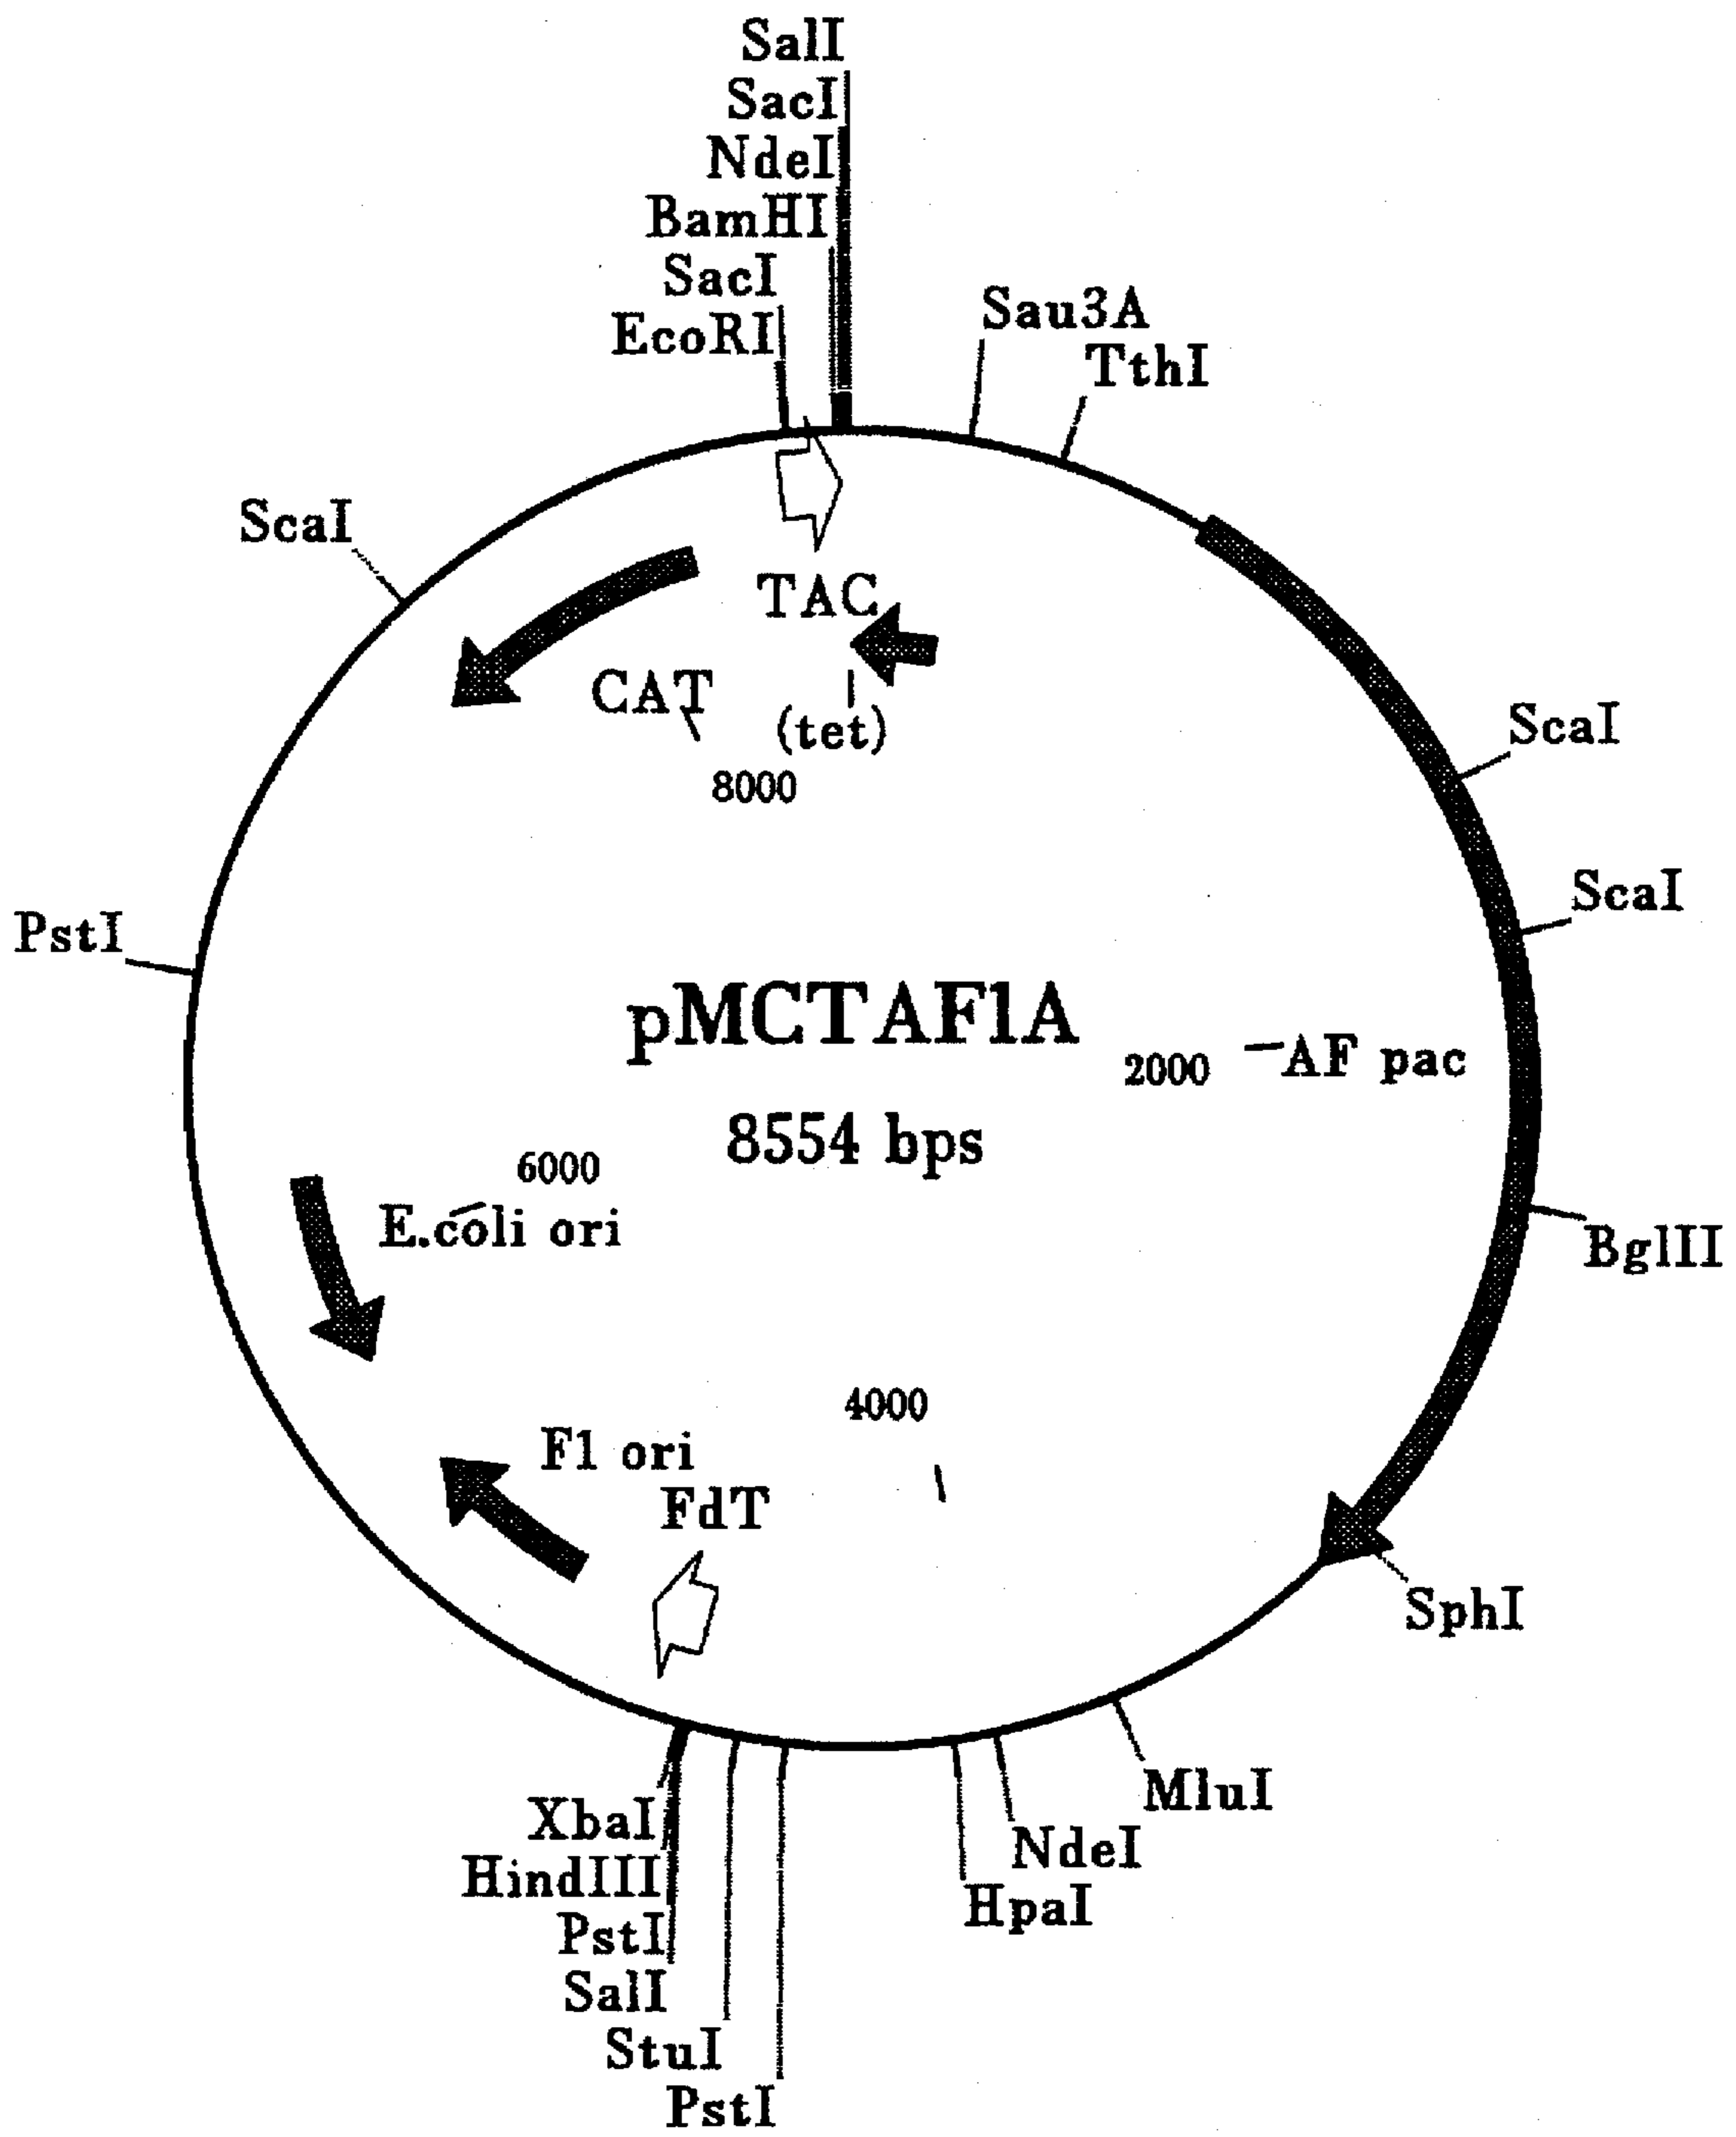 SalI
SacI
NdeI
BamHI
SacI
EcoRI
Sau3A
TthI
ScaI
TAC
CAT
(tet)
8000
ScaI
ScaI
PstI
pMCTAF1A
8554 bps
2000
AF pac
6000
E.coli ori
BglII
4000
F1 ori
FdT
SphI
MluI
NdeI
HpaI
XbaI
HindIII
PstI
SalI
StuI
PstI